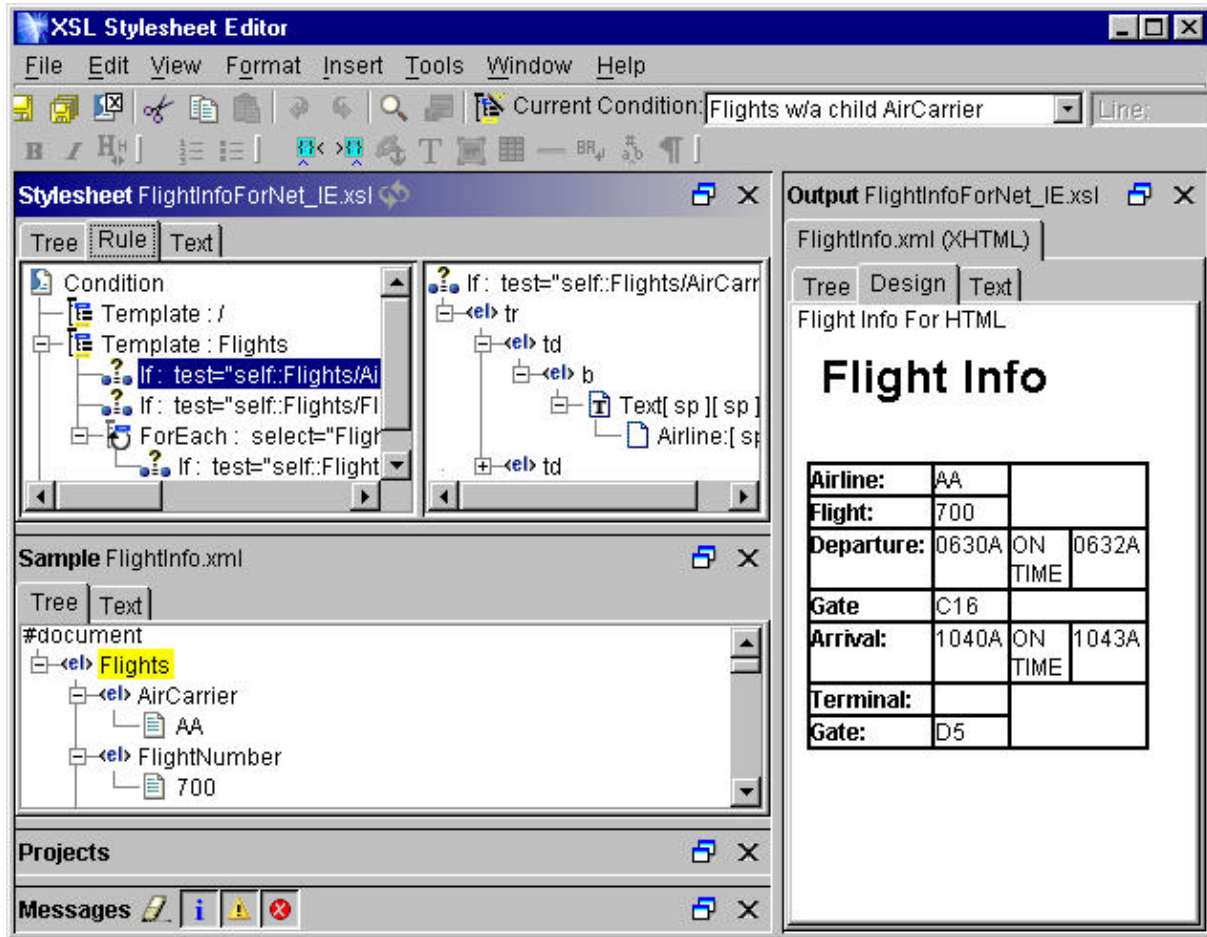 XSL Stylesheet Editor
File Edit View Format Insert Tools Window Help
Current Condition: Flights w/a child AirCarrier Line:
B I H H BR a b T
Stylesheet FlightInfoForNet_IE.xsl
Tree Rule Text
Condition
Template : /
Template : Flights
If : test="self::Flights/Ai
If : test="self::Flights/Fl
ForEach : select="Fligh
If : test="self::Flight
If : test="self::Flights/AirCarr
<el> tr
<el> td
<el> b
T Text[ sp ][ sp ]
Airline:[ sp
<el> td
Sample FlightInfo.xml
Tree Text
#document
<el> Flights
<el> AirCarrier
AA
<el> FlightNumber
700
Projects
Messages i
Output FlightInfoForNet_IE.xsl
FlightInfo.xml (XHTML)
Tree Design Text
Flight Info For HTML
Flight Info
Airline: AA
Flight: 700
Departure: 0630A ON TIME 0632A
Gate C16
Arrival: 1040A ON TIME 1043A
Terminal:
Gate: D5